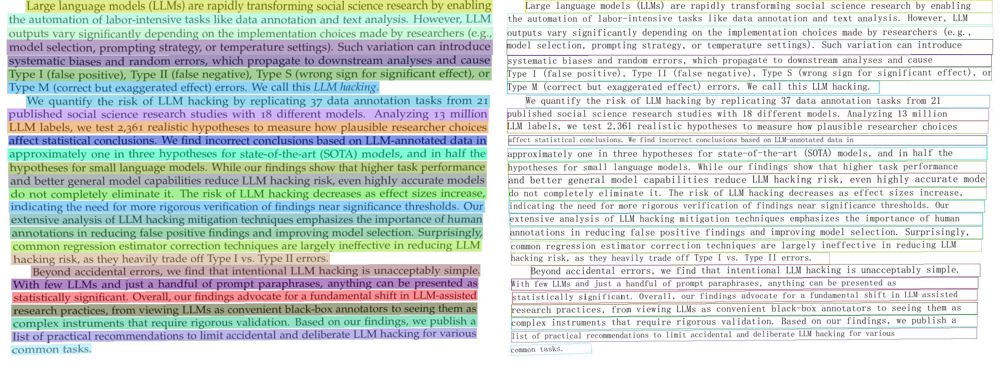 Large language models (LLMs) are rapidly transforming social science research by enabling
the automation of labor-intensive tasks like data annotation and text analysis. However, LLM
outputs vary significantly depending on the implementation choices made by researchers (e.g.,
model selection, prompting strategy, or temperature settings). Such variation can introduce
systematic biases and random errors, which propagate to downstream analyses and cause
Type I (false positive), Type II (false negative), Type S (wrong sign for significant effect), or
Type M (correct but exaggerated effect) errors. We call this LLM hacking.
We quantify the risk of LLM hacking by replicating 37 data annotation tasks from 21
published social science research studies with 18 different models. Analyzing 13 million
LLM labels, we test 2,361 realistic hypotheses to measure how plausible researcher choices
affect statistical conclusions. We find incorrect conclusions based on LLM-annotated data in
approximately one in three hypotheses for state-of-the-art (SOTA) models, and in half the
hypotheses for small language models. While our findings show that higher task performance
and better general model capabilities reduce LLM hacking risk, even highly accurate models
do not completely eliminate it. The risk of LLM hacking decreases as effect sizes increase,
indicating the need for more rigorous verification of findings near significance thresholds. Our
extensive analysis of LLM hacking mitigation techniques emphasizes the importance of human
annotations in reducing false positive findings and improving model selection. Surprisingly,
common regression estimator correction techniques are largely ineffective in reducing LLM
hacking risk, as they heavily trade off Type I vs. Type II errors.
Beyond accidental errors, we find that intentional LLM hacking is unacceptably simple.
With few LLMs and just a handful of prompt paraphrases, anything can be presented as
statistically significant. Overall, our findings advocate for a fundamental shift in LLM-assisted
research practices, from viewing LLMs as convenient black-box annotators to seeing them as
complex instruments that require rigorous validation. Based on our findings, we publish a
list of practical recommendations to limit accidental and deliberate LLM hacking for various
common tasks.
Large language models (LLMs) are rapidly transforming social science research by enabling
the automation of labor-intensive tasks like data annotation and text analysis. However, LLM
outputs vary significantly depending on the implementation choices made by researchers (e.g.,
model selection, prompting strategy, or temperature settings). Such variation can introduce
systematic biases and random errors, which propagate to downstream analyses and cause
Type I (false positive), Type II (false negative), Type S (wrong sign for significant effect), or
Type M (correct but exaggerated effect) errors. We call this LLM hacking.
We quantify the risk of LLM hacking by replicating 37 data annotation tasks from 21
published social science research studies with 18 different models. Analyzing 13 million
LLM labels, we test 2,361 realistic hypotheses to measure how plausible researcher choices
affect statistical conclusions. We find incorrect conclusions based on LLM-annotated data in
approximately one in three hypotheses for state-of-the-art (SOTA) models, and in half the
hypotheses for small language models. While our findings show that higher task performance
and better general model capabilities reduce LLM hacking risk, even highly accurate mode
do not completely eliminate it. The risk of LLM hacking decreases as effect sizes increase,
indicating the need for more rigorous verification of findings near significance thresholds. Our
extensive analysis of LLM hacking mitigation techniques emphasizes the importance of human
annotations in reducing false positive findings and improving model selection. Surprisingly,
common regression estimator correction techniques are largely ineffective in reducing LLM
hacking risk, as they heavily trade off Type I vs. Type II errors.
Beyond accidental errors, we find that intentional LLM hacking is unacceptably simple.
With few LLMs and just a handful of prompt paraphrases, anything can be presented as
statistically significant. Overall, our findings advocate for a fundamental shift in LLM-assisted
research practices, from viewing LLMs as convenient black-box annotators to seeing them as
complex instruments that require rigorous validation. Based on our findings, we publish a
list of practical recommendations to limit accidental and deliberate LLM hacking for various
common tasks.